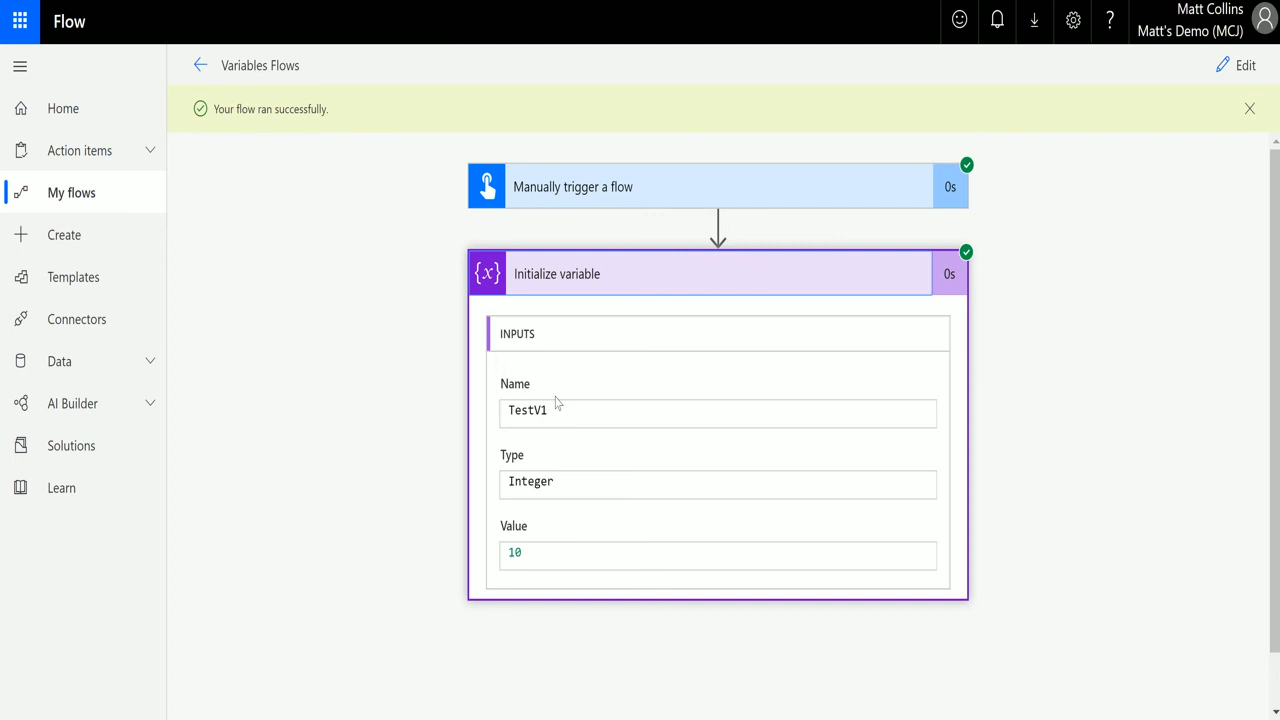 Flow
Matt Collins
Matt's Demo (MCJ)
Variables Flows
Edit
Your flow ran successfully.
Home
Action items
My flows
Create
Templates
Connectors
Data
AI Builder
Solutions
Learn
Manually trigger a flow
0s
{x}
Initialize variable
0s
INPUTS
Name
TestV1
Type
Integer
Value
10